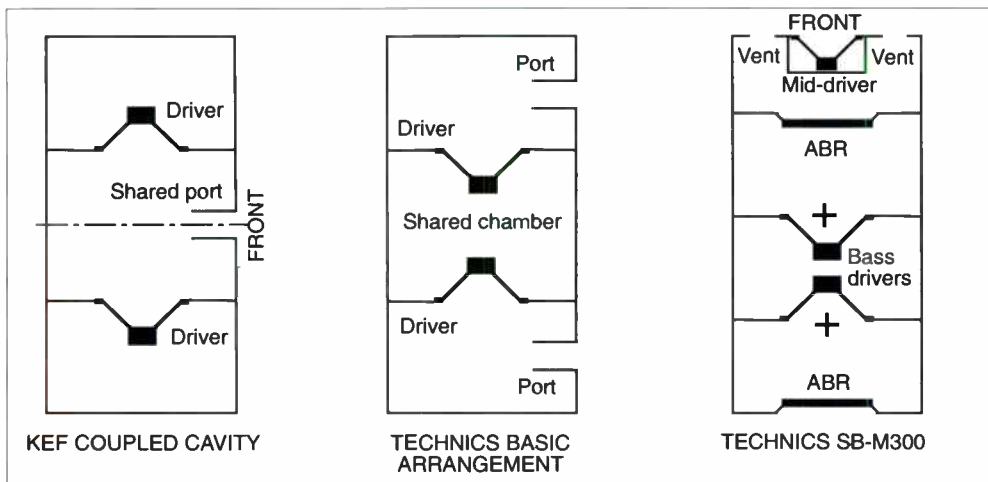 Driver
Shared port
FRONT
Driver
KEF COUPLED CAVITY
Port
Driver
Shared chamber
Driver
Port
TECHNICS BASIC
ARRANGEMENT
FRONT
Vent
Vent
Mid-driver
ABR
+
Bass
drivers
+
ABR
TECHNICS SB-M300